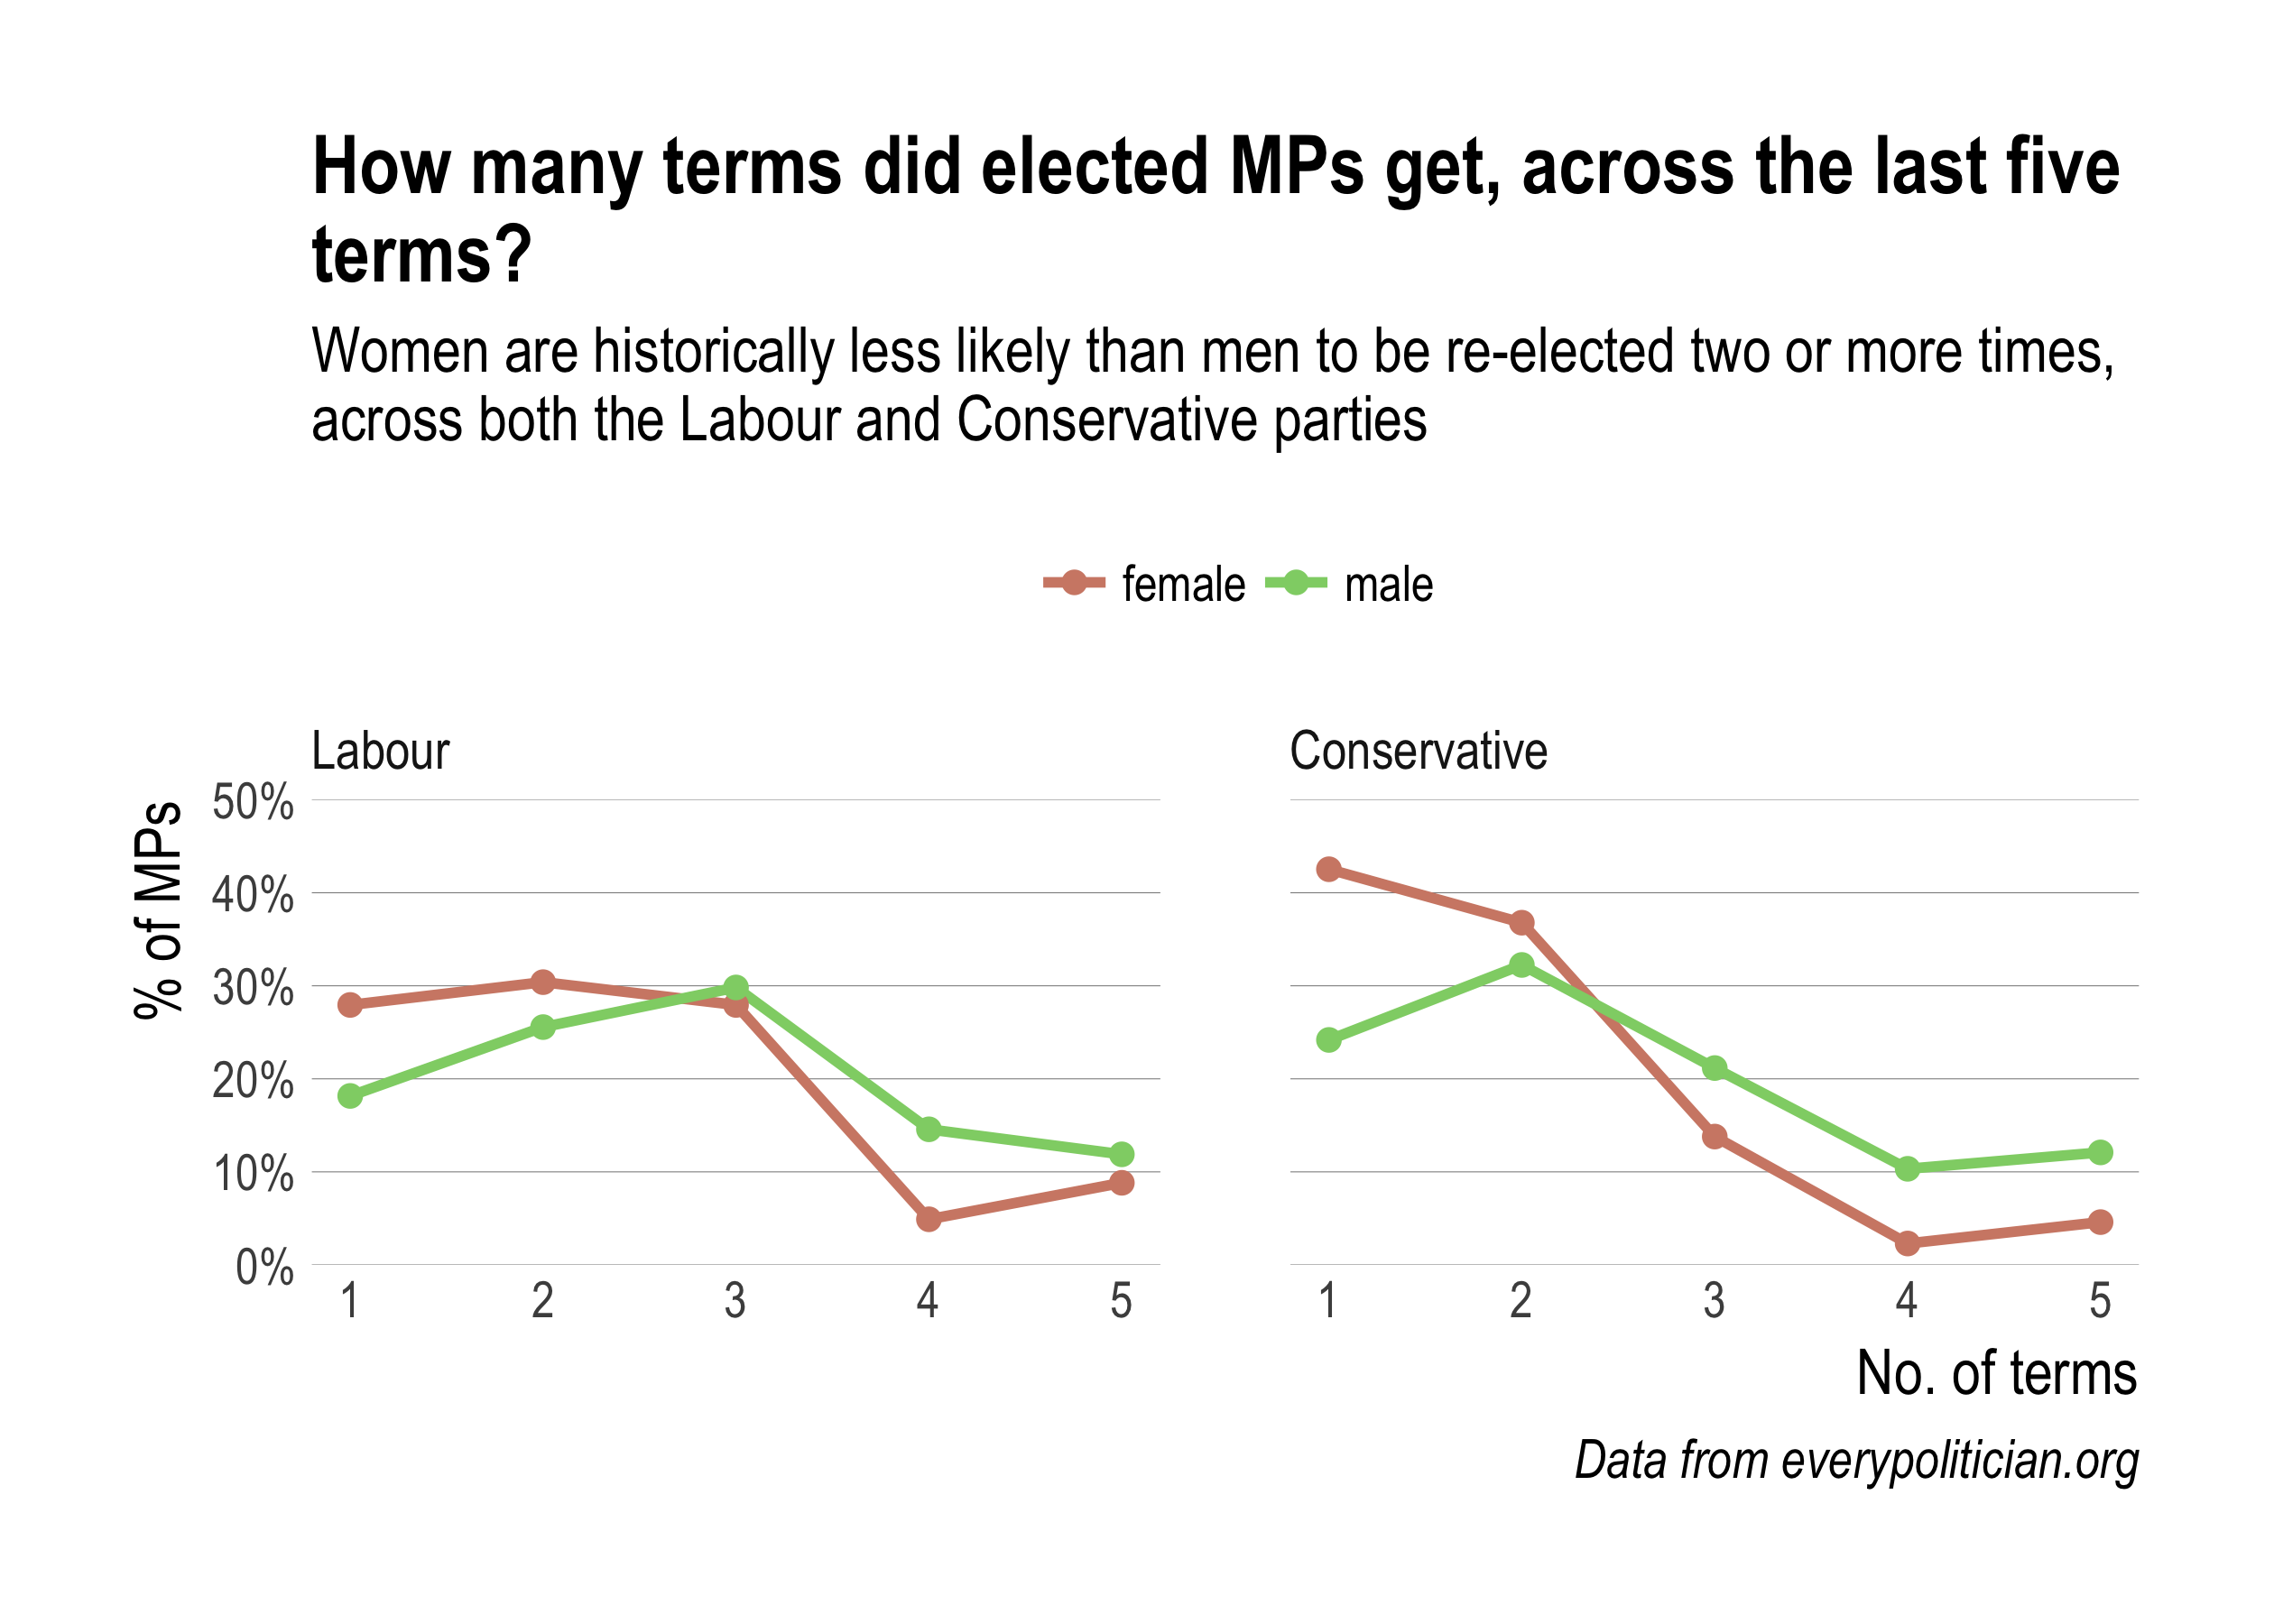 How many terms did elected MPs get, across the last five
terms?
Women are historically less likely than men to be re-elected two or more times,
across both the Labour and Conservative parties
female male
Labour
Conservative
% of MPs
50%
40%
30%
20%
10%
0%
1 2 3 4 5
1 2 3 4 5
No. of terms
Data from everypolitician.org